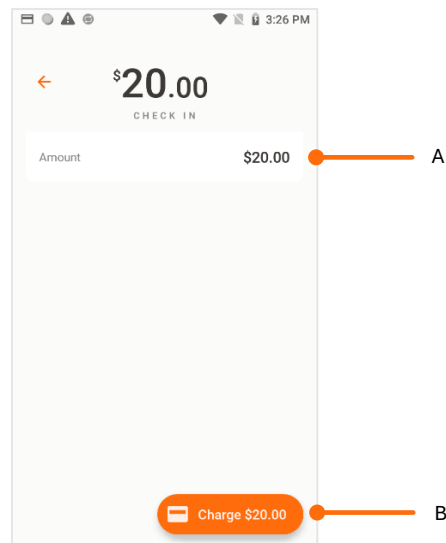 3:26 PM
$20.00
CHECK IN
Amount $20.00 A
Charge $20.00 B